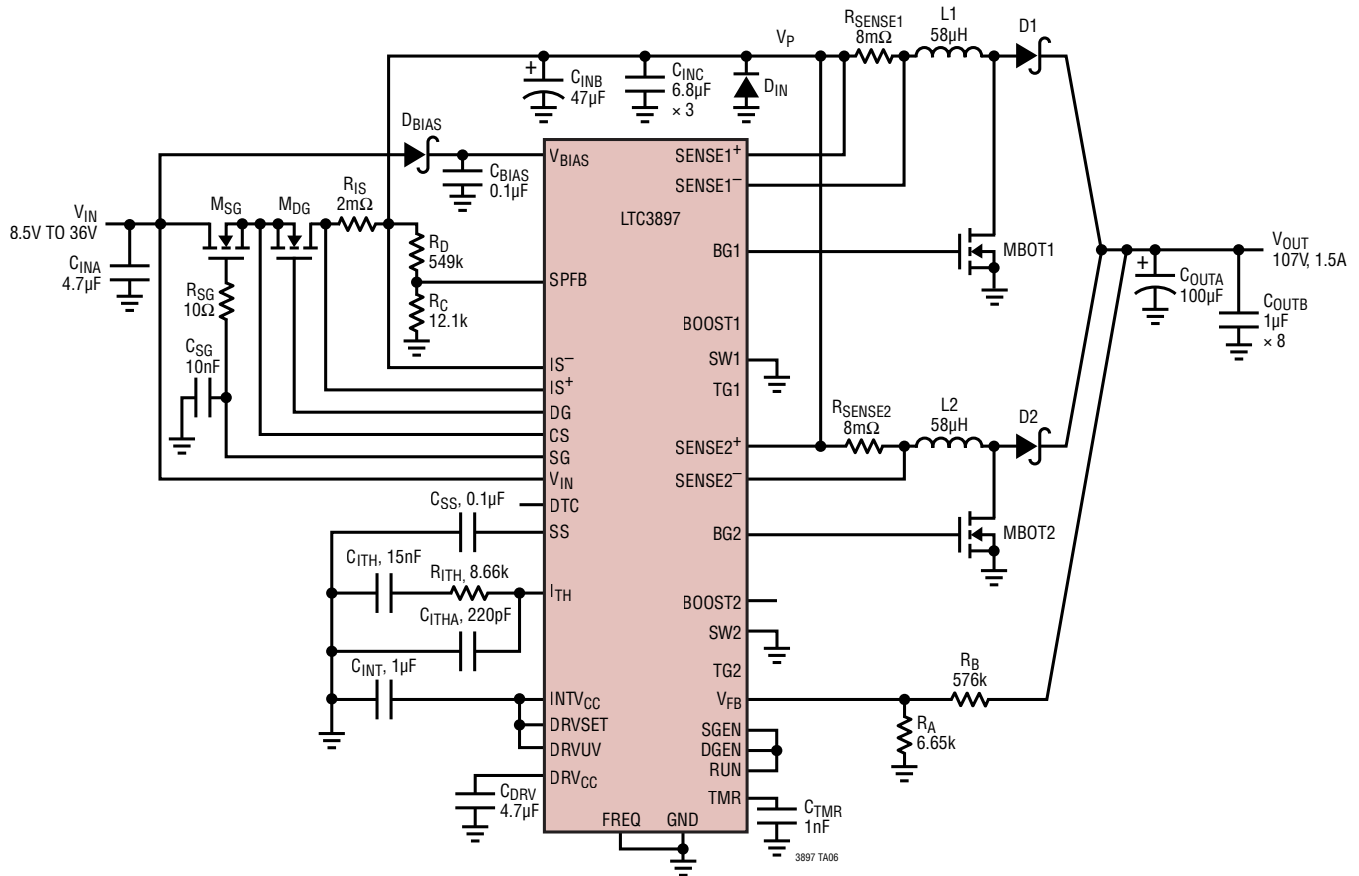 V_P
R_SENSE1
8mΩ
L1
58µH
D1
+
C_INB
47µF
C_INC
6.8µF
× 3
D_IN
D_BIAS
C_BIAS
0.1µF
V_BIAS
SENSE1+
SENSE1–
LTC3897
V_IN
8.5V TO 36V
C_INA
4.7µF
M_SG
M_DG
R_IS
2mΩ
R_D
549k
R_C
12.1k
R_SG
10Ω
C_SG
10nF
SPFB
IS–
IS+
DG
CS
SG
V_IN
DTC
SS
I_TH
INTV_CC
DRVSET
DRVUV
DRV_CC
FREQ
GND
BG1
MBOT1
BOOST1
SW1
TG1
SENSE2+
SENSE2–
BG2
BOOST2
SW2
TG2
V_FB
SGEN
DGEN
RUN
TMR
R_SENSE2
8mΩ
L2
58µH
D2
MBOT2
V_OUT
107V, 1.5A
+
C_OUTA
100µF
C_OUTB
1µF
× 8
C_SS, 0.1µF
C_ITH, 15nF
R_ITH, 8.66k
C_ITHA, 220pF
C_INT, 1µF
C_DRV
4.7µF
R_B
576k
R_A
6.65k
C_TMR
1nF
3897 TA06